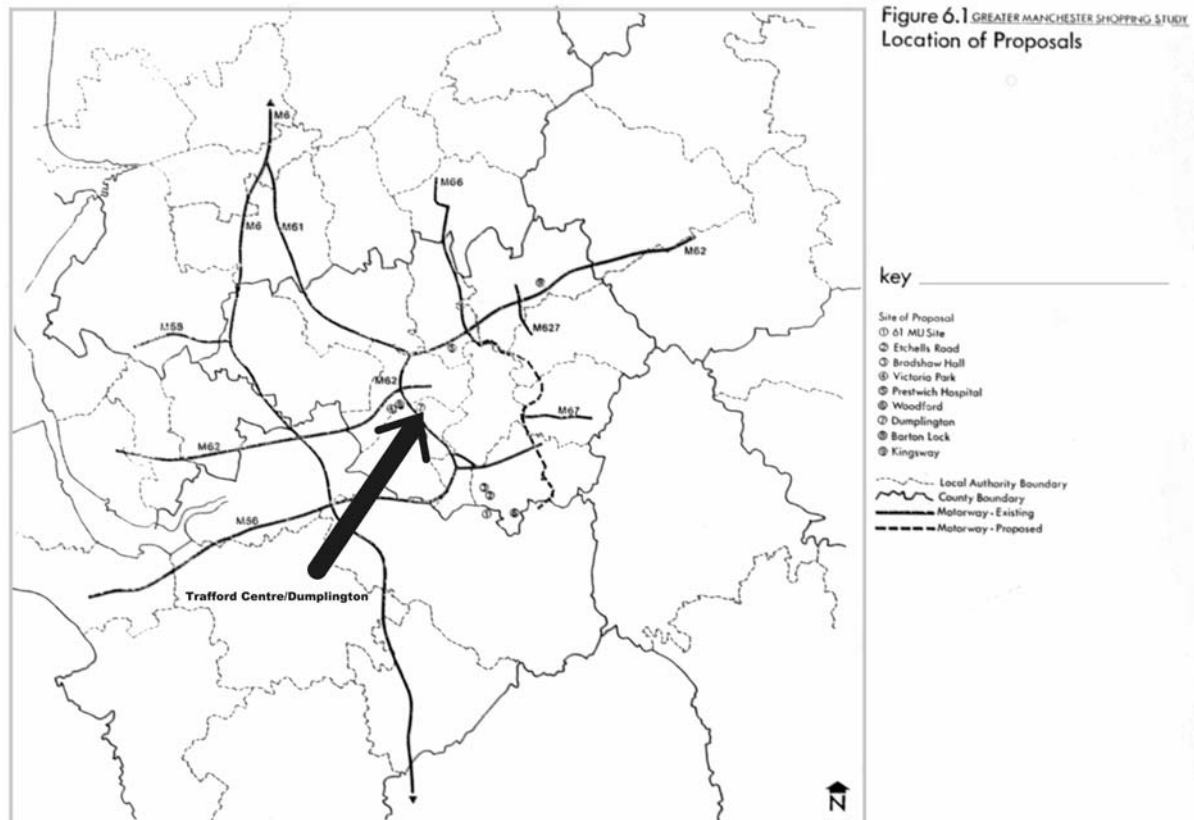 Figure 6.1 GREATER MANCHESTER SHOPPING STUDY
Location of Proposals
M6
M66
M6
M61
M62
M58
M627
M62
M67
M62
M56
Trafford Centre/Dumplington
N
key
Site of Proposal
① 61 MU Site
② Etchells Road
③ Bradshaw Hall
④ Victoria Park
⑤ Prestwich Hospital
⑥ Woodford
⑦ Dumplington
⑧ Barton Lock
⑨ Kingsway
Local Authority Boundary
County Boundary
Motorway - Existing
Motorway - Proposed